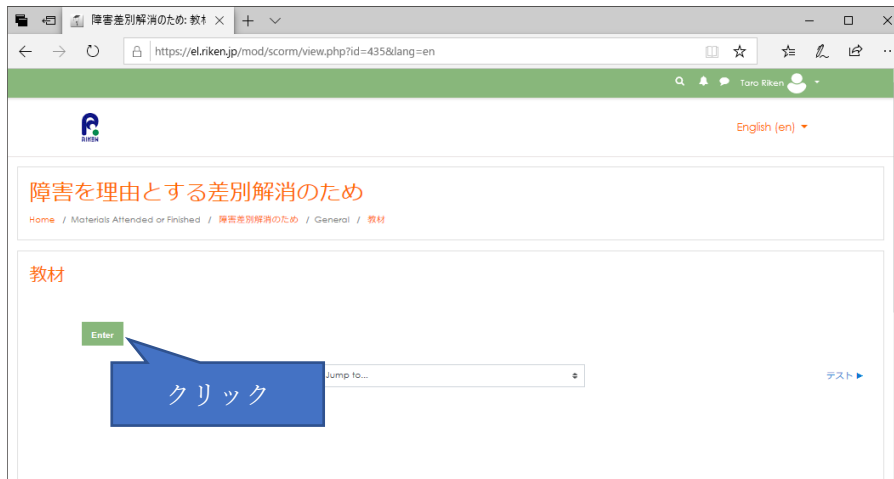 障害差別解消のため: 教材
https://el.riken.jp/mod/scorm/view.php?id=435&lang=en
Taro Riken
RIKEN
English (en)
障害を理由とする差別解消のため
Home / Materials Attended or Finished / 障害差別解消のため / General / 教材
教材
Enter
クリック
Jump to...
テスト